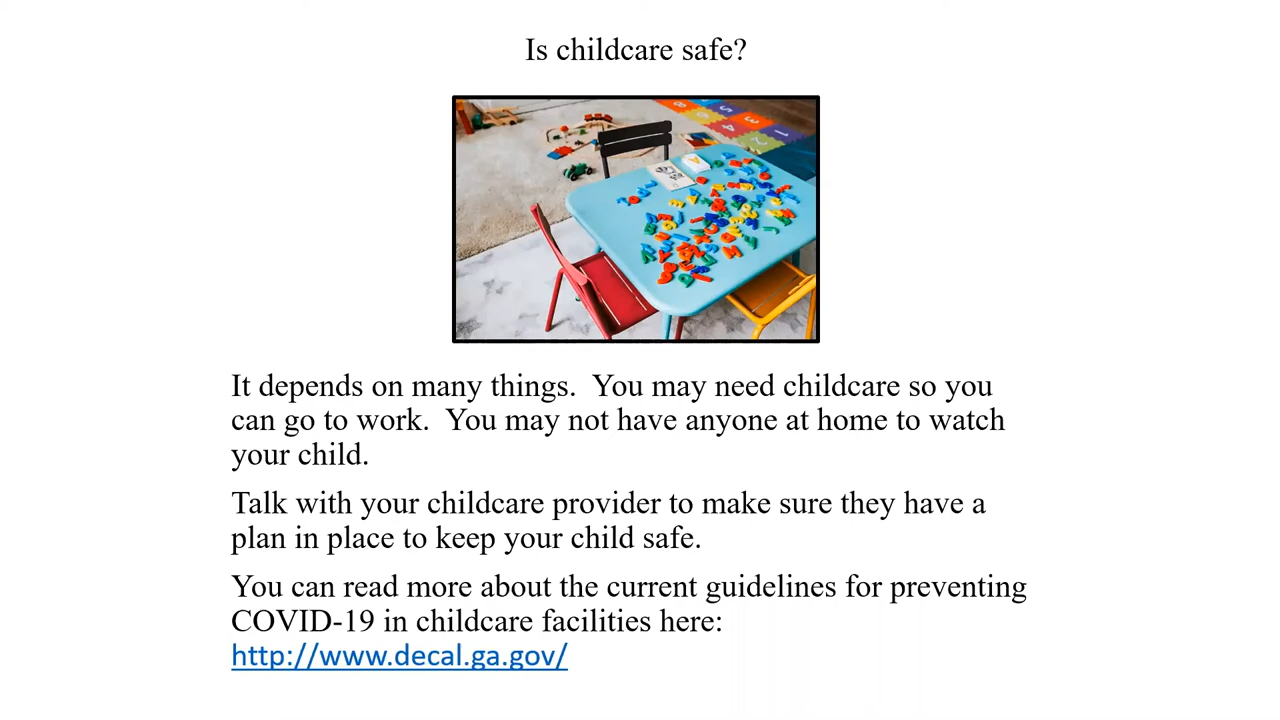 Is childcare safe?
It depends on many things.  You may need childcare so you
can go to work.  You may not have anyone at home to watch
your child.
Talk with your childcare provider to make sure they have a
plan in place to keep your child safe.
You can read more about the current guidelines for preventing
COVID-19 in childcare facilities here:
http://www.decal.ga.gov/